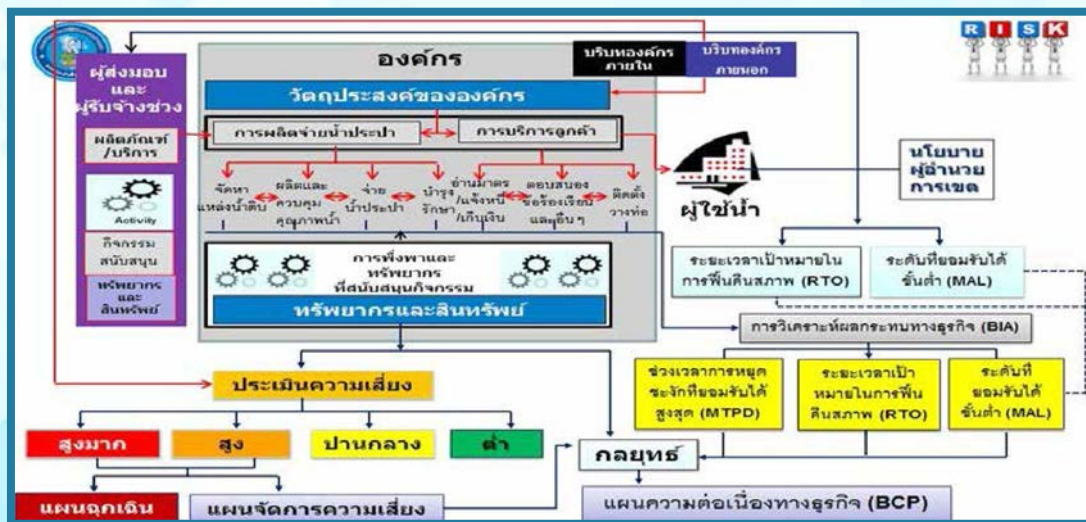 RISK
องค์กร
บริบทองค์กร
ภายใน
บริบทองค์กร
ภายนอก
ผู้ส่งมอบ
และ
ผู้รับจ้างช่วง
ผลิตภัณฑ์
/บริการ
Activity
กิจกรรม
สนับสนุน
ทรัพยากร
และ
สินทรัพย์
วัตถุประสงค์ขององค์กร
การผลิตจ่ายน้ำประปา
การบริการลูกค้า
จัดหา
แหล่งน้ำดิบ
ผลิตและ
ควบคุม
คุณภาพน้ำ
จ่าย
น้ำประปา
บำรุง
รักษา
อ่านมาตร
/แจ้งหนี้
/เก็บเงิน
ตอบสนอง
ข้อร้องเรียน
และอื่นๆ
ติดตั้ง
วางท่อ
ผู้ใช้น้ำ
นโยบาย
ผู้อำนวย
การเขต
การพึ่งพาและ
ทรัพยากร
ที่สนับสนุนกิจกรรม
ทรัพยากรและสินทรัพย์
ระยะเวลาเป้าหมายใน
การฟื้นคืนสภาพ (RTO)
ระดับที่ยอมรับได้
ขั้นต่ำ (MAL)
การวิเคราะห์ผลกระทบทางธุรกิจ (BIA)
ช่วงเวลาการหยุด
ชะงักที่ยอมรับได้
สูงสุด (MTPD)
ระยะเวลาเป้า
หมายในการฟื้น
คืนสภาพ (RTO)
ระดับที่
ยอมรับได้
ขั้นต่ำ (MAL)
ประเมินความเสี่ยง
สูงมาก
สูง
ปานกลาง
ต่ำ
กลยุทธ์
แผนฉุกเฉิน
แผนจัดการความเสี่ยง
แผนความต่อเนื่องทางธุรกิจ (BCP)